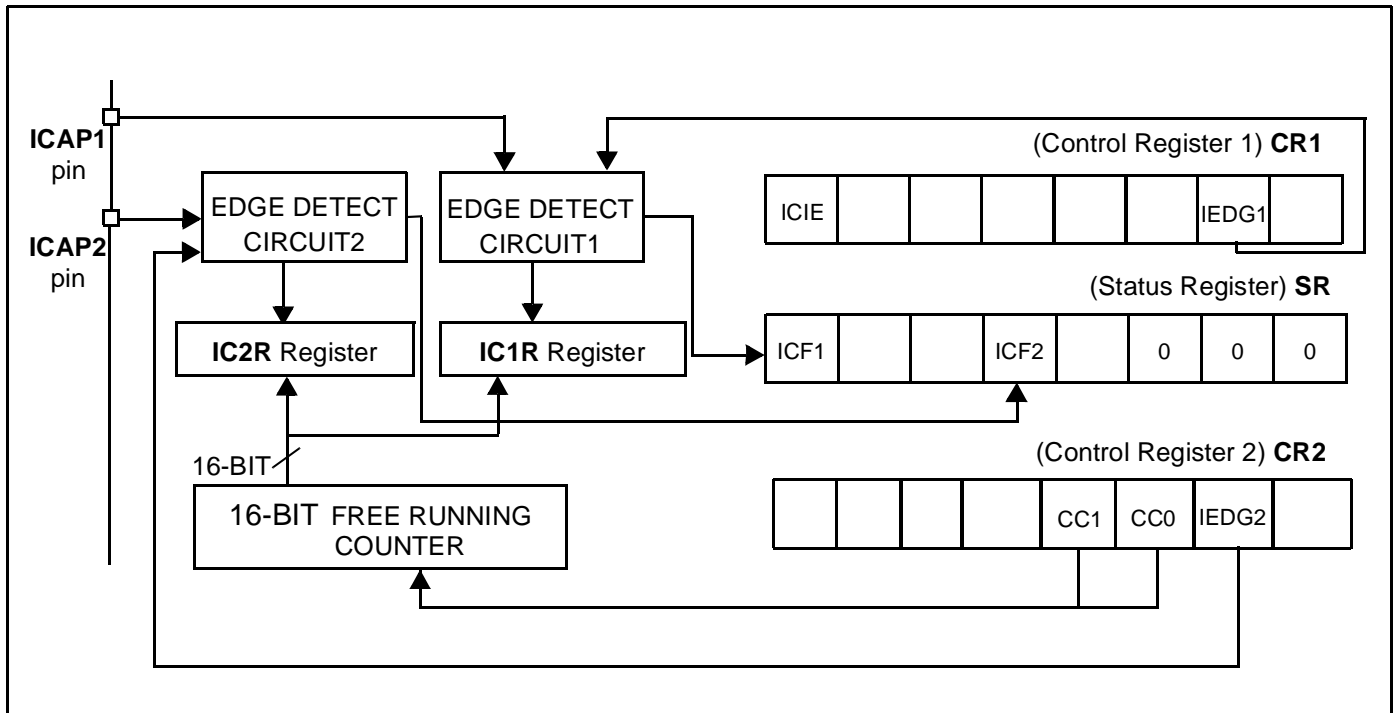 ICAP1
pin
ICAP2
pin
EDGE DETECT
CIRCUIT2
EDGE DETECT
CIRCUIT1
IC2R Register
IC1R Register
16-BIT
16-BIT FREE RUNNING
COUNTER
(Control Register 1) CR1
ICIE
IEDG1
(Status Register) SR
ICF1
ICF2
0
0
0
(Control Register 2) CR2
CC1
CC0
IEDG2